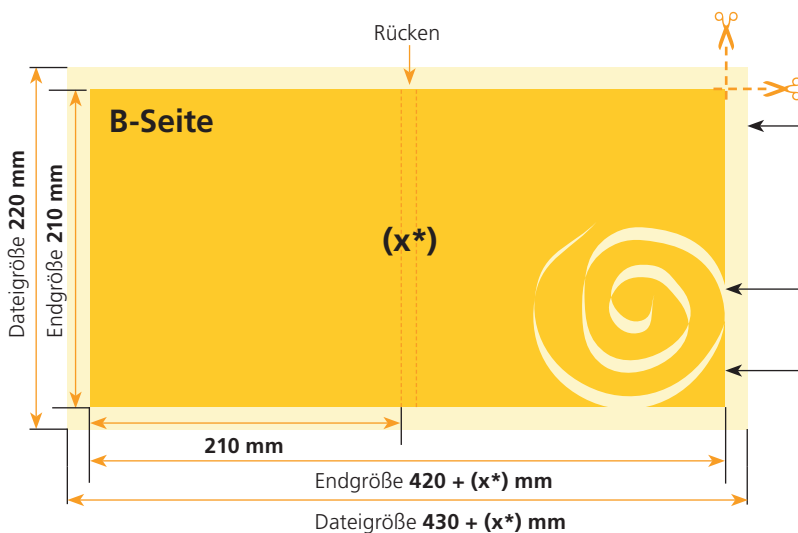 Rücken
B-Seite
(x*)
Dateigröße 220 mm
Endgröße 210 mm
210 mm
Endgröße 420 + (x*) mm
Dateigröße 430 + (x*) mm